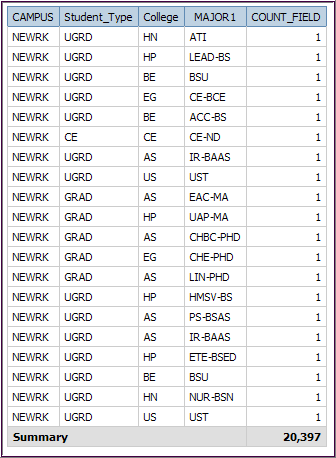 CAMPUS Student_Type College MAJOR1 COUNT_FIELD
NEWRK UGRD HN ATI 1
NEWRK UGRD HP LEAD-BS 1
NEWRK UGRD BE BSU 1
NEWRK UGRD EG CE-BCE 1
NEWRK UGRD BE ACC-BS 1
NEWRK CE CE CE-ND 1
NEWRK UGRD AS IR-BAAS 1
NEWRK UGRD US UST 1
NEWRK GRAD AS EAC-MA 1
NEWRK GRAD HP UAP-MA 1
NEWRK GRAD AS CHBC-PHD 1
NEWRK GRAD EG CHE-PHD 1
NEWRK GRAD AS LIN-PHD 1
NEWRK UGRD HP HMSV-BS 1
NEWRK UGRD AS PS-BSAS 1
NEWRK UGRD AS IR-BAAS 1
NEWRK UGRD HP ETE-BSED 1
NEWRK UGRD BE BSU 1
NEWRK UGRD HN NUR-BSN 1
NEWRK UGRD US UST 1
Summary 20,397